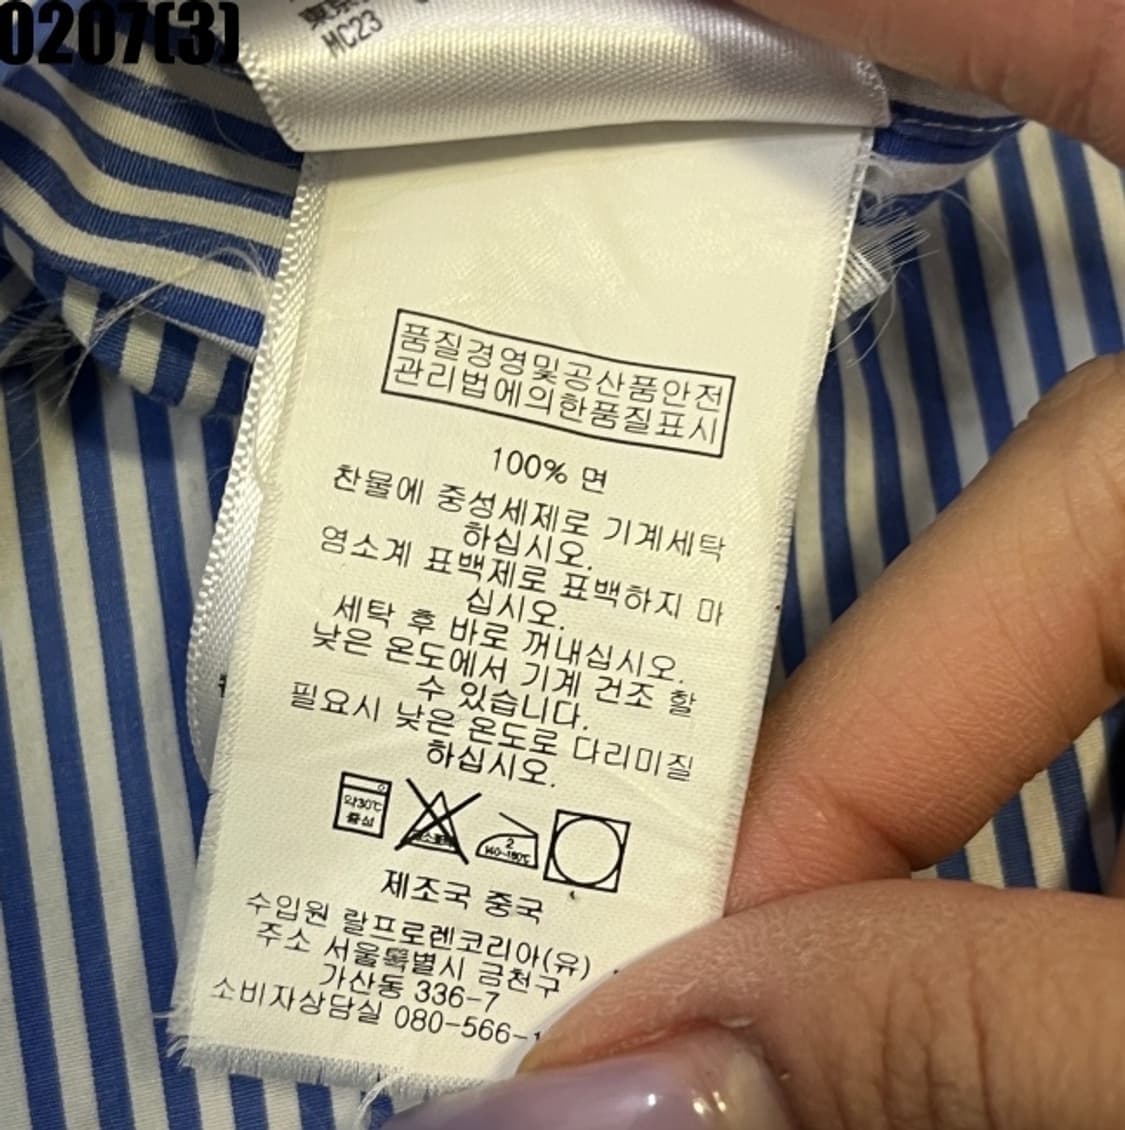 0207(3)
東京
MC23
품질경영및공산품안전
관리법에의한품질표시
100% 면
찬물에 중성세제로 기계세탁
하십시오.
염소계 표백제로 표백하지 마
십시오.
세탁 후 바로 꺼내십시오.
낮은 온도에서 기계 건조 할
수 있습니다.
필요시 낮은 온도로 다리미질
하십시오.
약30℃
중심
2
140~160℃
제조국 중국
수입원 랄프로렌코리아(유)
주소 서울특별시 금천구
가산동 336-7
소비자상담실 080-566-1